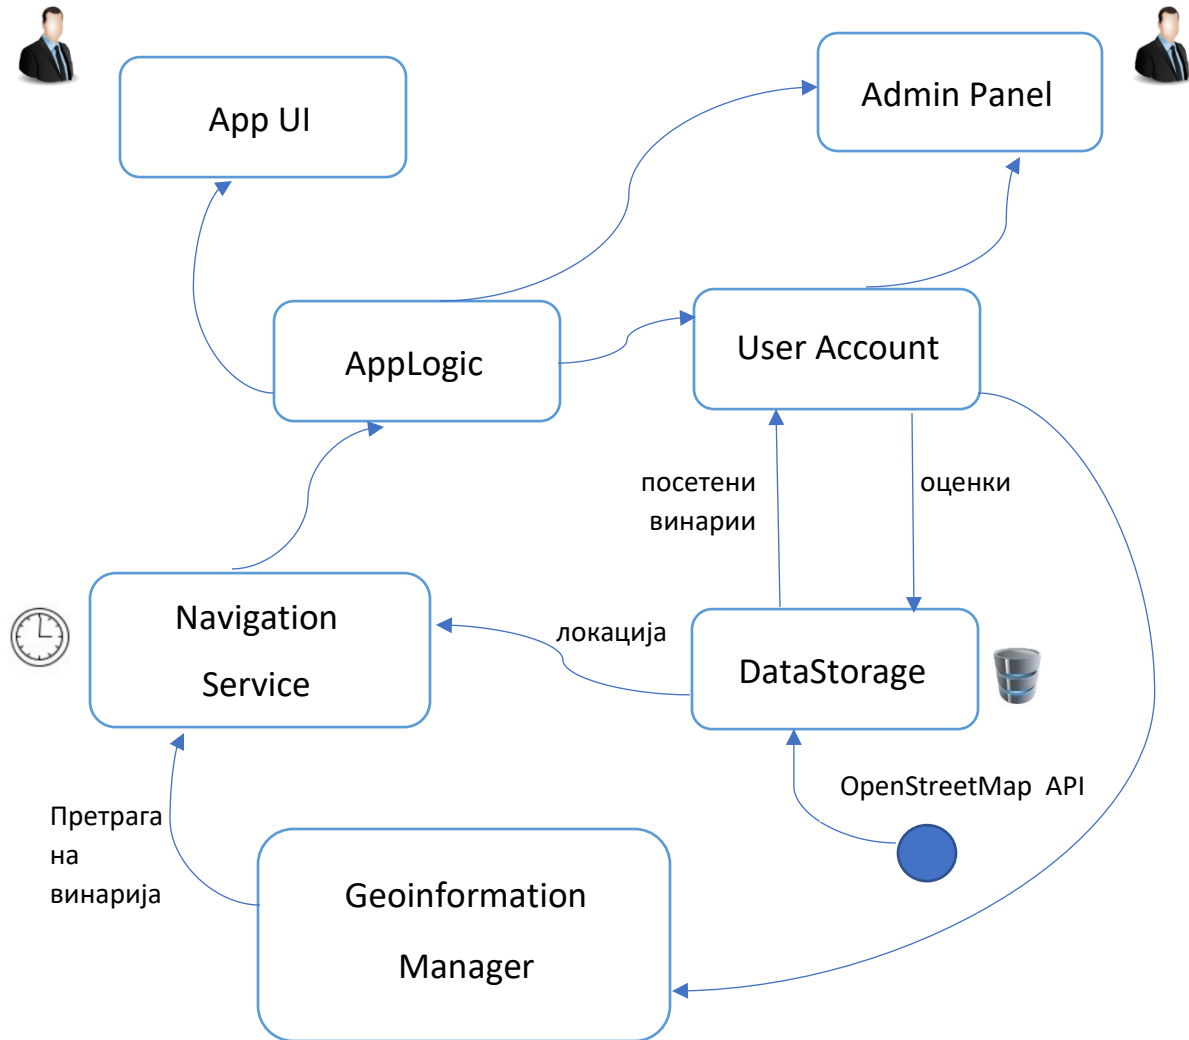 App UI
Admin Panel
AppLogic
User Account
посетени
винарии
оценки
Navigation
Service
локација
DataStorage
OpenStreetMap API
Претрага
на
винарија
Geoinformation
Manager